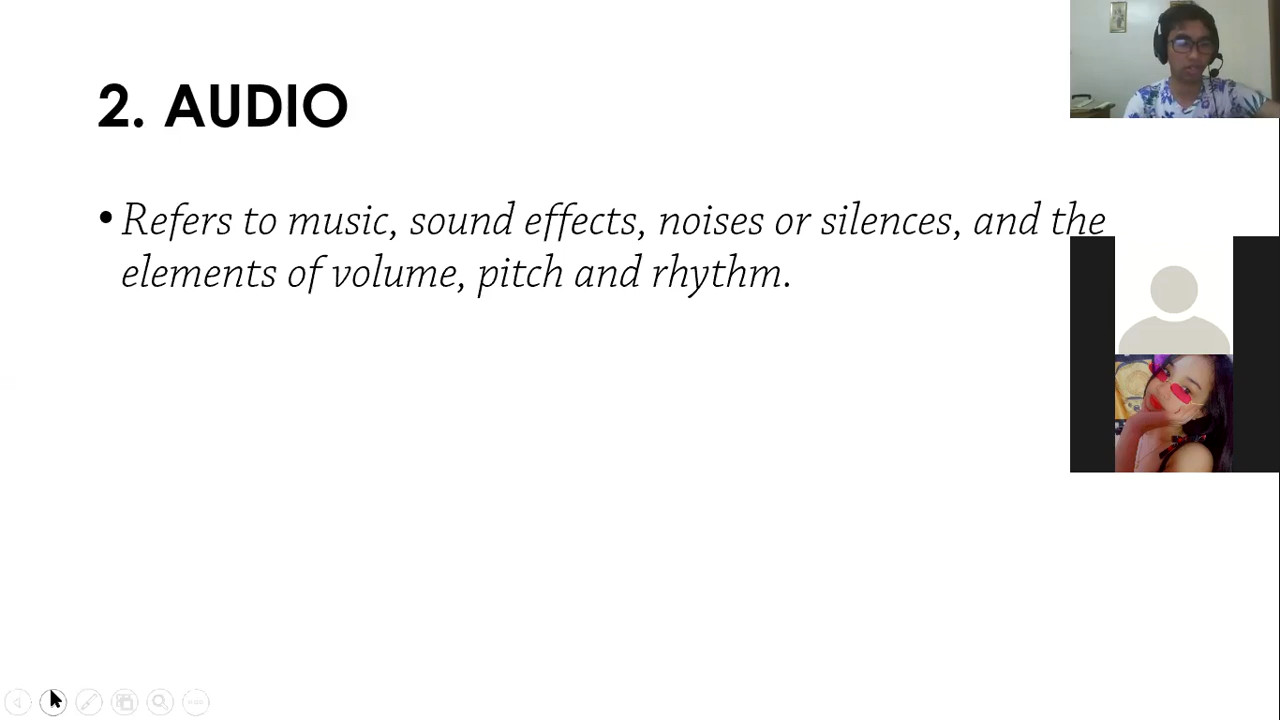 2. AUDIO
• Refers to music, sound effects, noises or silences, and the
elements of volume, pitch and rhythm.